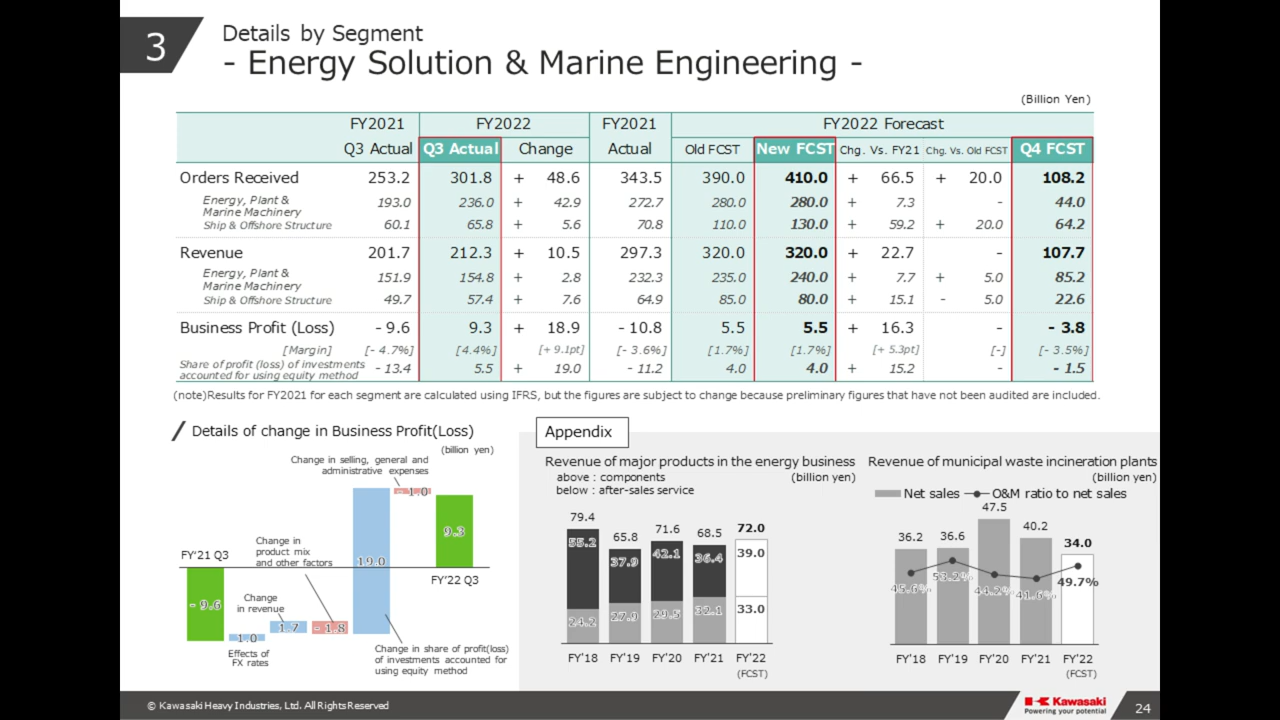 3
Details by Segment
- Energy Solution & Marine Engineering -
(Billion Yen)
FY2021 FY2022 FY2021 FY2022 Forecast
Q3 Actual Q3 Actual Change Actual Old FCST New FCST Chg. Vs. FY21 Chg. Vs. Old FCST Q4 FCST
Orders Received 253.2 301.8 + 48.6 343.5 390.0 410.0 + 66.5 + 20.0 108.2
Energy, Plant &
Marine Machinery 193.0 236.0 + 42.9 272.7 280.0 280.0 + 7.3 - 44.0
Ship & Offshore Structure 60.1 65.8 + 5.6 70.8 110.0 130.0 + 59.2 + 20.0 64.2
Revenue 201.7 212.3 + 10.5 297.3 320.0 320.0 + 22.7 - 107.7
Energy, Plant &
Marine Machinery 151.9 154.8 + 2.8 232.3 235.0 240.0 + 7.7 + 5.0 85.2
Ship & Offshore Structure 49.7 57.4 + 7.6 64.9 85.0 80.0 + 15.1 - 5.0 22.6
Business Profit (Loss) - 9.6 9.3 + 18.9 - 10.8 5.5 5.5 + 16.3 - - 3.8
[Margin] [- 4.7%] [4.4%] [+ 9.1pt] [- 3.6%] [1.7%] [1.7%] [+ 5.3pt] [-] [- 3.5%]
Share of profit (loss) of investments
accounted for using equity method - 13.4 5.5 + 19.0 - 11.2 4.0 4.0 + 15.2 - - 1.5
(note)Results for FY2021 for each segment are calculated using IFRS, but the figures are subject to change because preliminary figures that have not been audited are included.
Details of change in Business Profit(Loss)
(billion yen)
Change in selling, general and
administrative expenses
- 1.0
9.3
FY'22 Q3
19.0
Change in
product mix
and other factors
FY'21 Q3
- 9.6
Change
in revenue
1.7
- 1.8
1.0
Effects of
FX rates
Change in share of profit(loss)
of investments accounted for
using equity method
Appendix
Revenue of major products in the energy business
above : components
(billion yen)
below : after-sales service
79.4 65.8 71.6 68.5 72.0
55.2 37.9 42.1 36.4 39.0
24.2 27.9 29.5 32.1 33.0
FY'18 FY'19 FY'20 FY'21 FY'22
(FCST)
Revenue of municipal waste incineration plants
(billion yen)
Net sales O&M ratio to net sales
36.2 36.6 47.5 40.2 34.0
45.6% 53.2% 44.2% 41.6% 49.7%
FY'18 FY'19 FY'20 FY'21 FY'22
(FCST)
© Kawasaki Heavy Industries, Ltd. All Rights Reserved
Kawasaki
Powering your potential
24